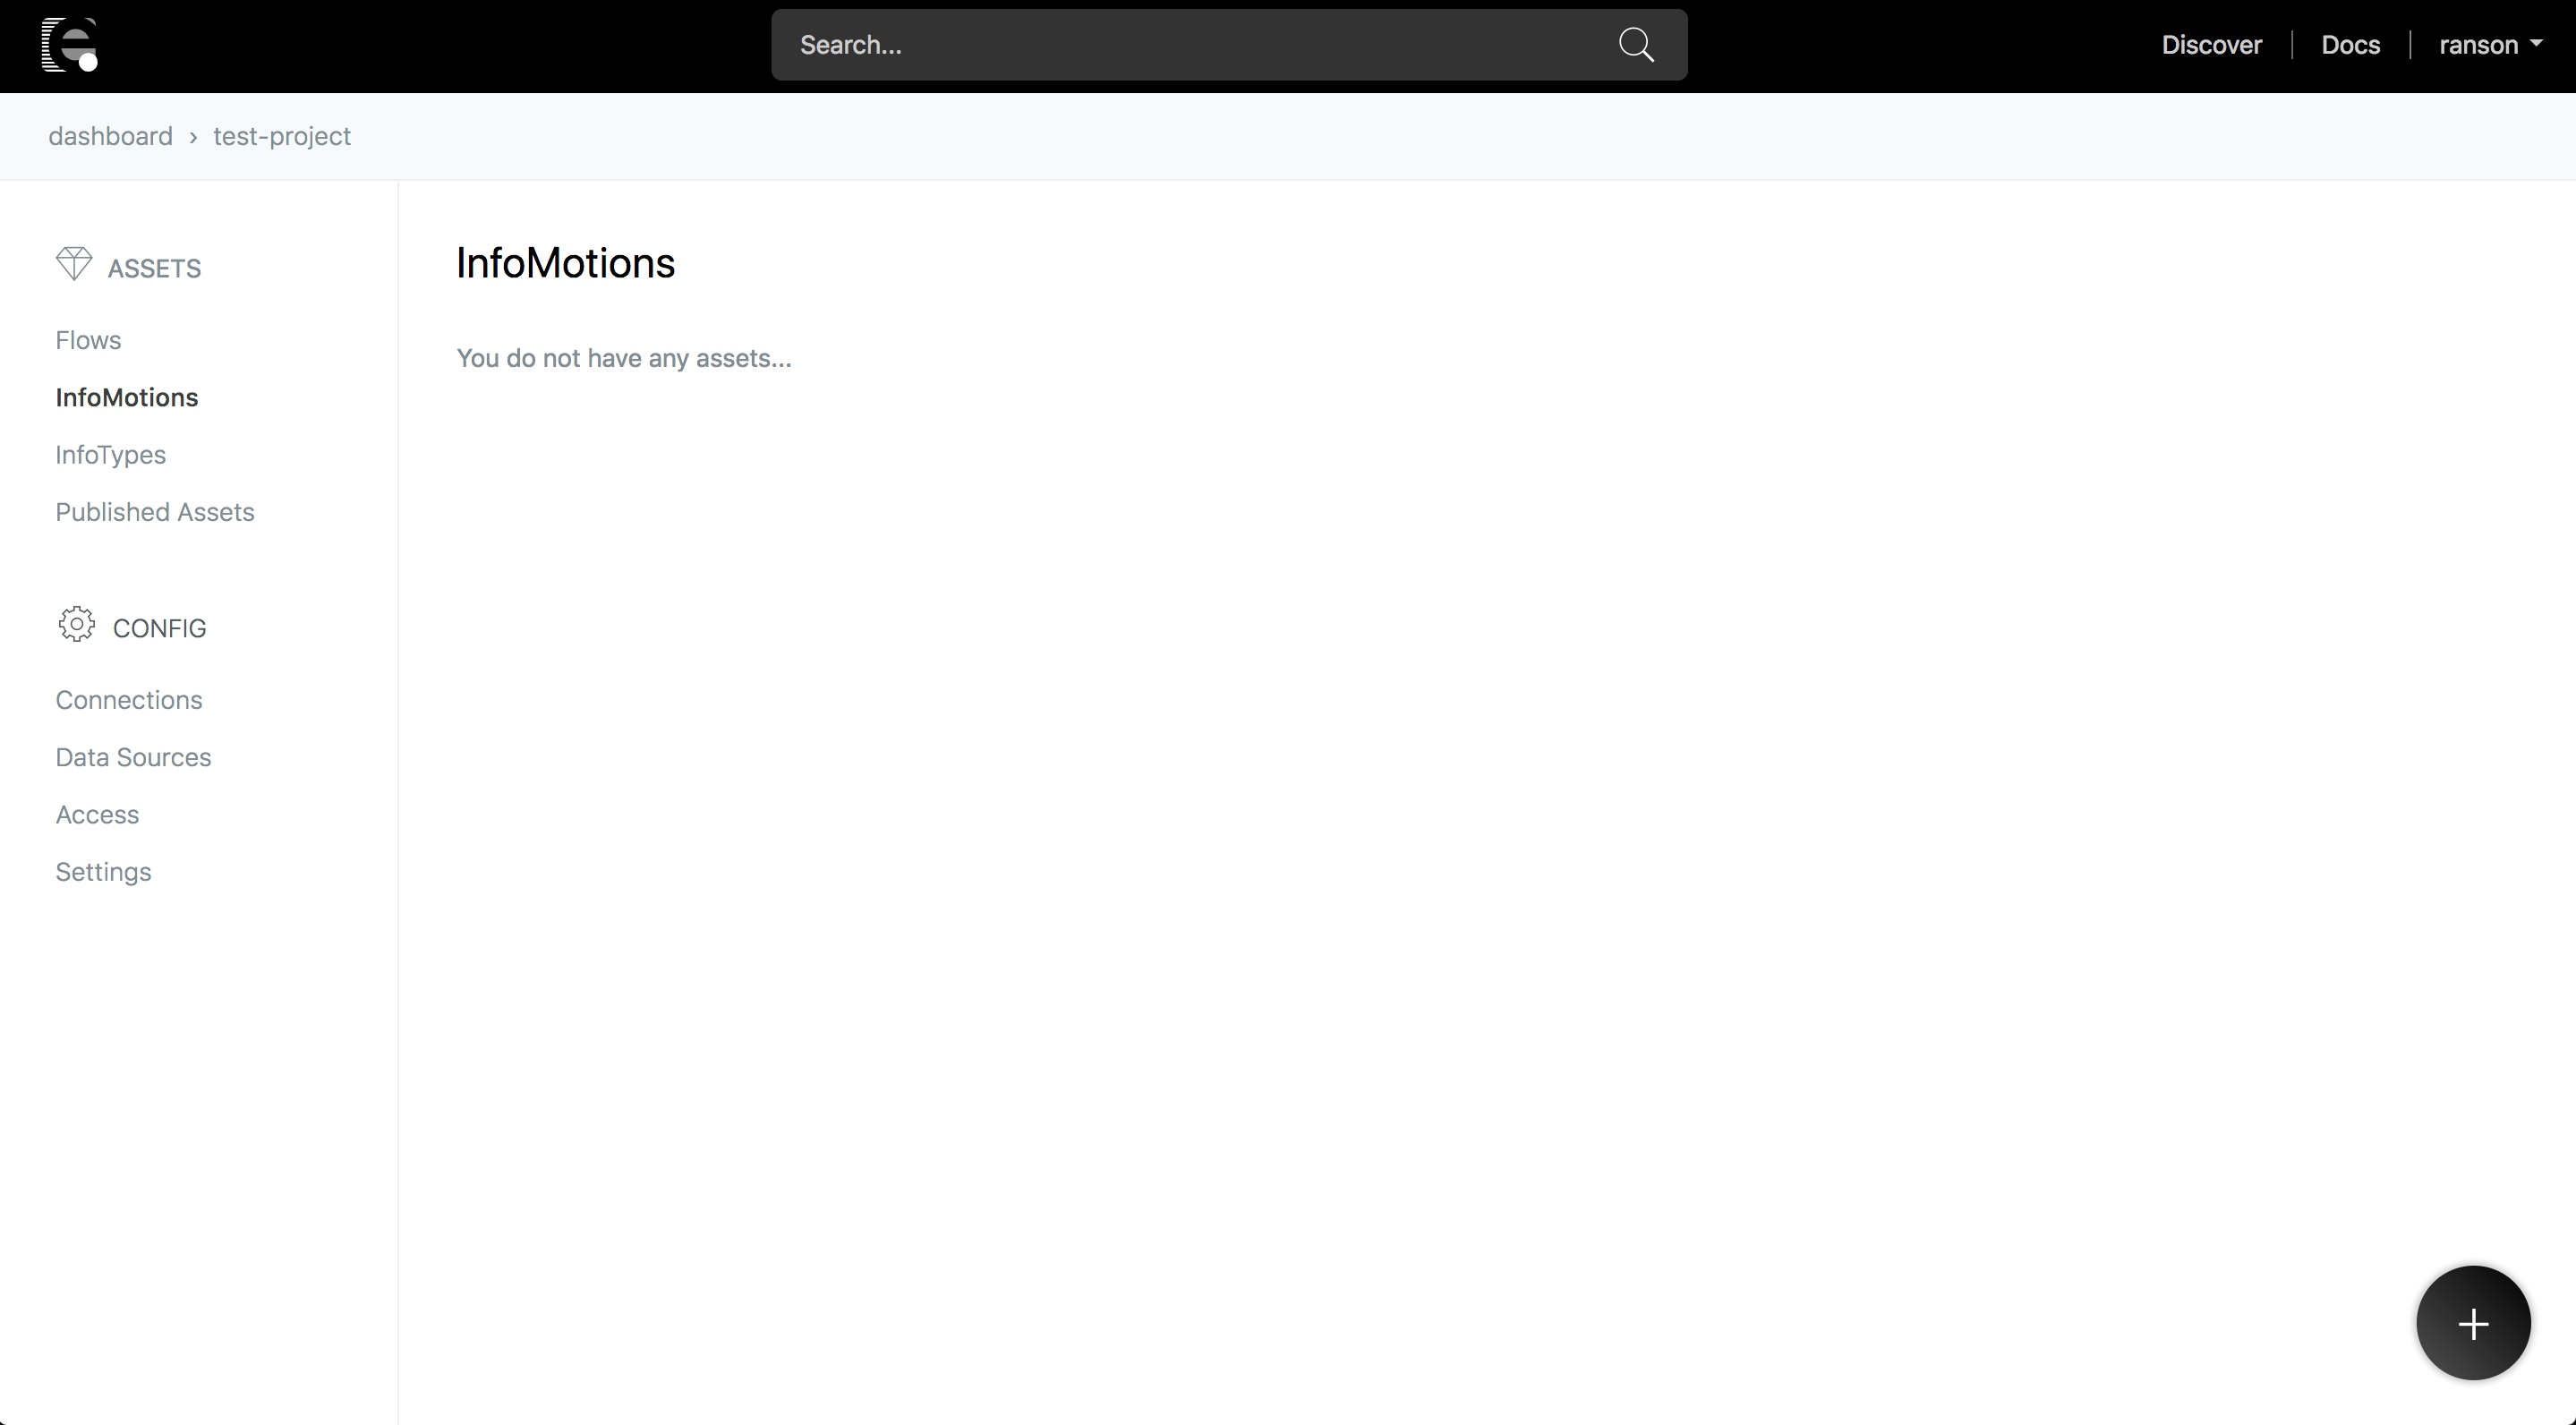 Search...
Discover
Docs
ranson
dashboard › test-project
ASSETS
Flows
InfoMotions
InfoTypes
Published Assets
CONFIG
Connections
Data Sources
Access
Settings
InfoMotions
You do not have any assets...